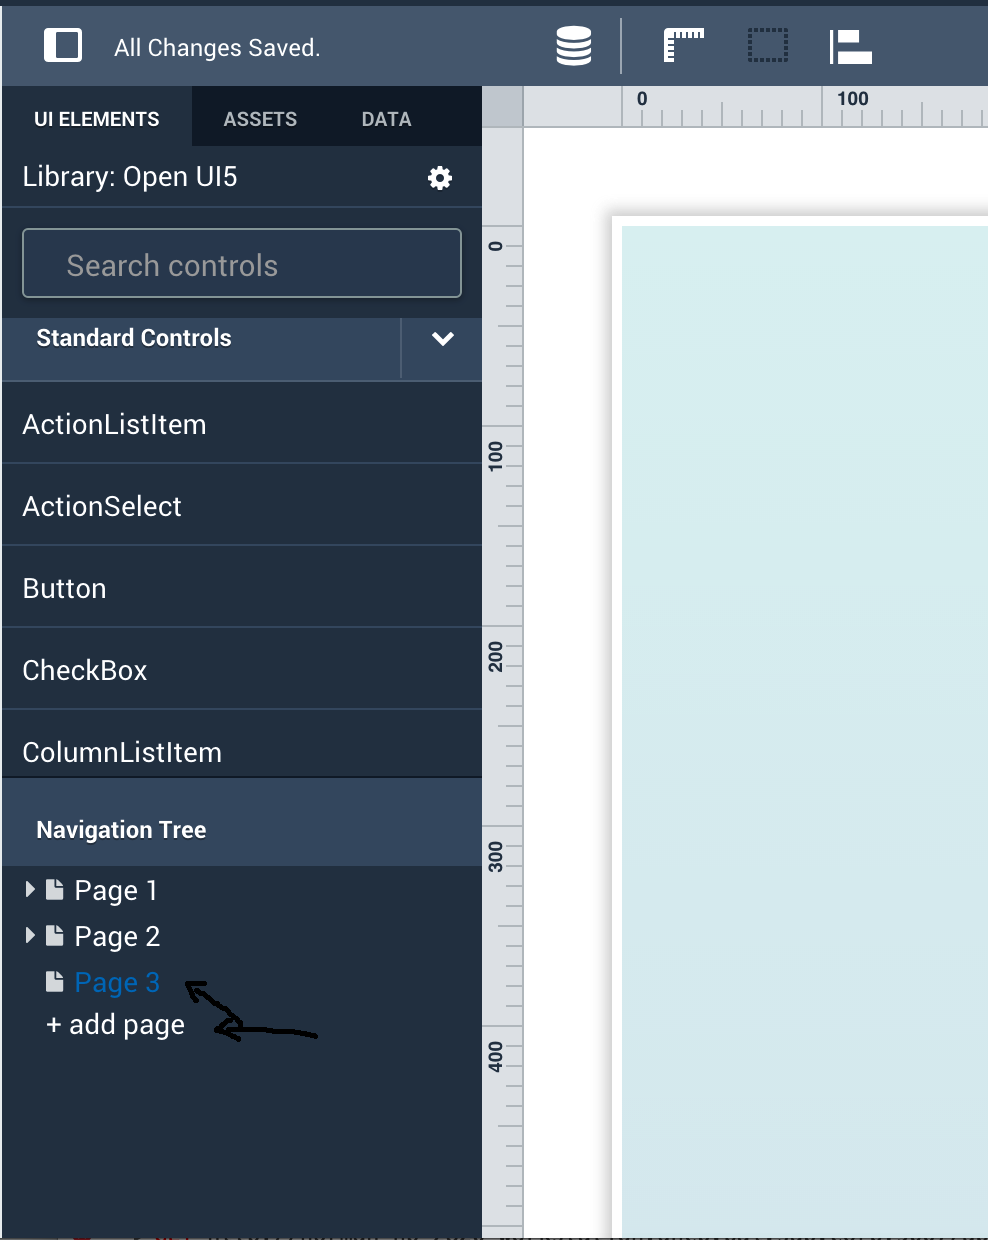 All Changes Saved.
UI ELEMENTS ASSETS DATA
Library: Open UI5
Search controls
Standard Controls
ActionListItem
ActionSelect
Button
CheckBox
ColumnListItem
Navigation Tree
Page 1
Page 2
Page 3
+ add page
0 100
0
100
200
300
400